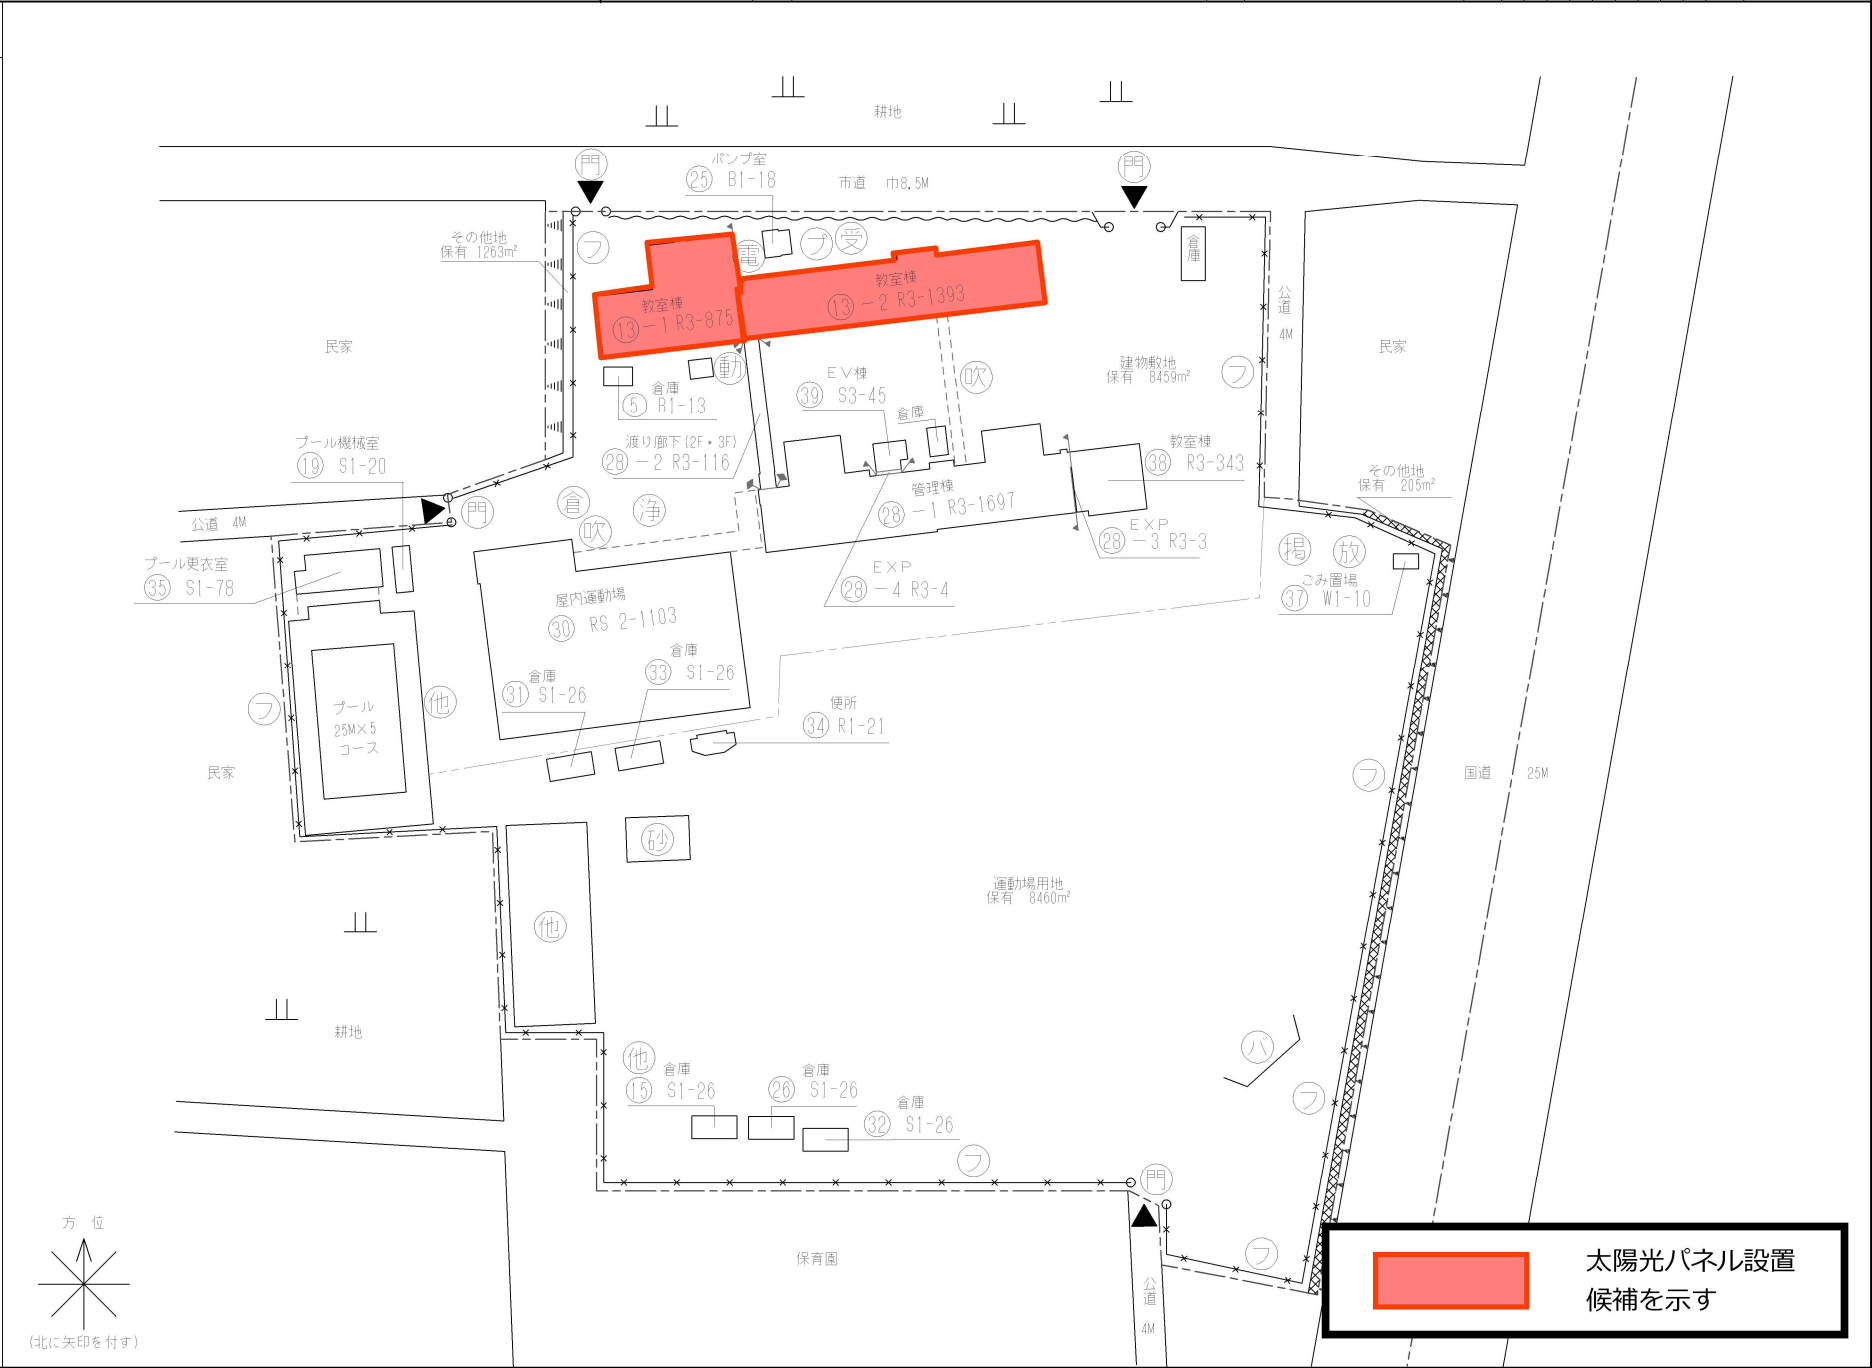 耕地
門
ポンプ室
㉕ B1-18
市道 巾8.5M
門
その他地
保有 1263㎡
フ
電
プ
受
倉庫
教室棟
⑬-1 R3-875
教室棟
⑬-2 R3-1393
公道
4M
民家
民家
動
倉庫
⑤ R1-13
EV棟
㊴ S3-45
倉庫
吹
建物敷地
保有 8459㎡
フ
プール機械室
⑲ S1-20
渡り廊下(2F・3F)
㉘-2 R3-116
教室棟
㊳ R3-343
その他地
保有 205㎡
公道 4M
門
倉
吹
浄
管理棟
㉘-1 R3-1697
EXP
㉘-3 R3-3
掲
放
プール更衣室
㉟ S1-78
EXP
㉘-4 R3-4
ごみ置場
㊲ W1-10
屋内運動場
㉚ RS 2-1103
倉庫
㉝ S1-26
倉庫
㉛ S1-26
便所
㉞ R1-21
フ
プール
25M×5
コース
他
民家
フ
国道 25M
砂
運動場用地
保有 8460㎡
他
耕地
バ
他
倉庫
⑮ S1-26
倉庫
㉖ S1-26
倉庫
㉜ S1-26
フ
フ
門
フ
方 位
(北に矢印を付す)
保育園
公道
4M
太陽光パネル設置
候補を示す